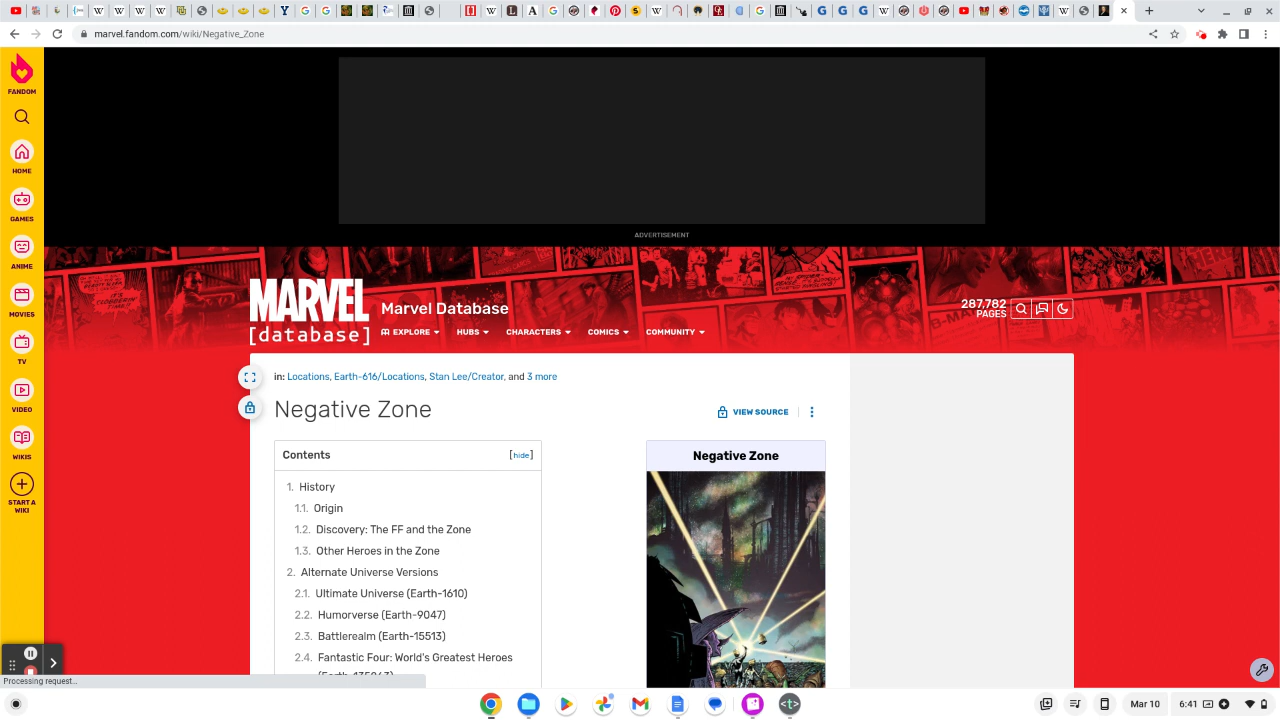 marvel.fandom.com/wiki/Negative_Zone
FANDOM
HOME
GAMES
ANIME
MOVIES
TV
VIDEO
WIKIS
START A
WIKI
ADVERTISEMENT
MARVEL
[database]
Marvel Database
EXPLORE
HUBS
CHARACTERS
COMICS
COMMUNITY
287,782
PAGES
in: Locations, Earth-616/Locations, Stan Lee/Creator, and 3 more
Negative Zone
VIEW SOURCE
Contents [hide]
1. History
1.1. Origin
1.2. Discovery: The FF and the Zone
1.3. Other Heroes in the Zone
2. Alternate Universe Versions
2.1. Ultimate Universe (Earth-1610)
2.2. Humorverse (Earth-9047)
2.3. Battlerealm (Earth-15513)
2.4. Fantastic Four: World's Greatest Heroes
Negative Zone
Processing request...
Mar 10
6:41